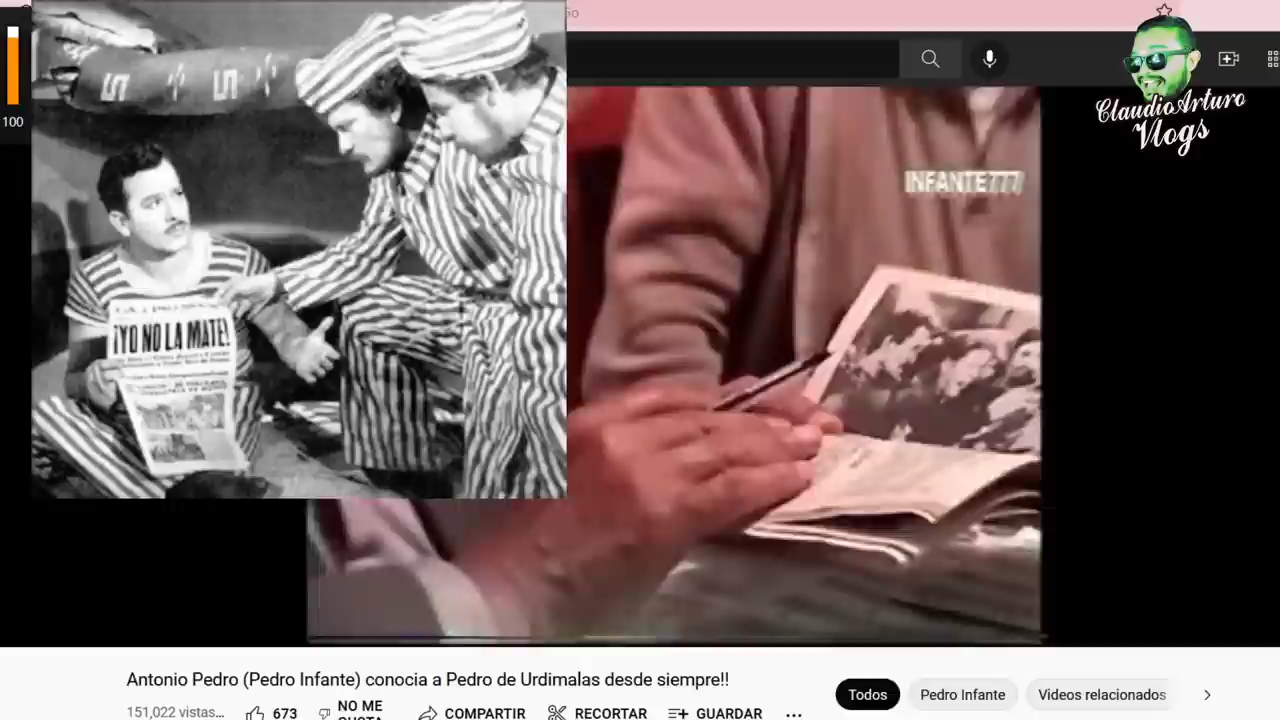 100
ClaudioArturo
Vlogs
INFANTE777
¡YO NO LA MATE!
Antonio Pedro (Pedro Infante) conocia a Pedro de Urdimalas desde siempre!!
151,022 vistas...
673
NO ME
GUSTA
COMPARTIR
RECORTAR
GUARDAR
...
Todos
Pedro Infante
Videos relacionados